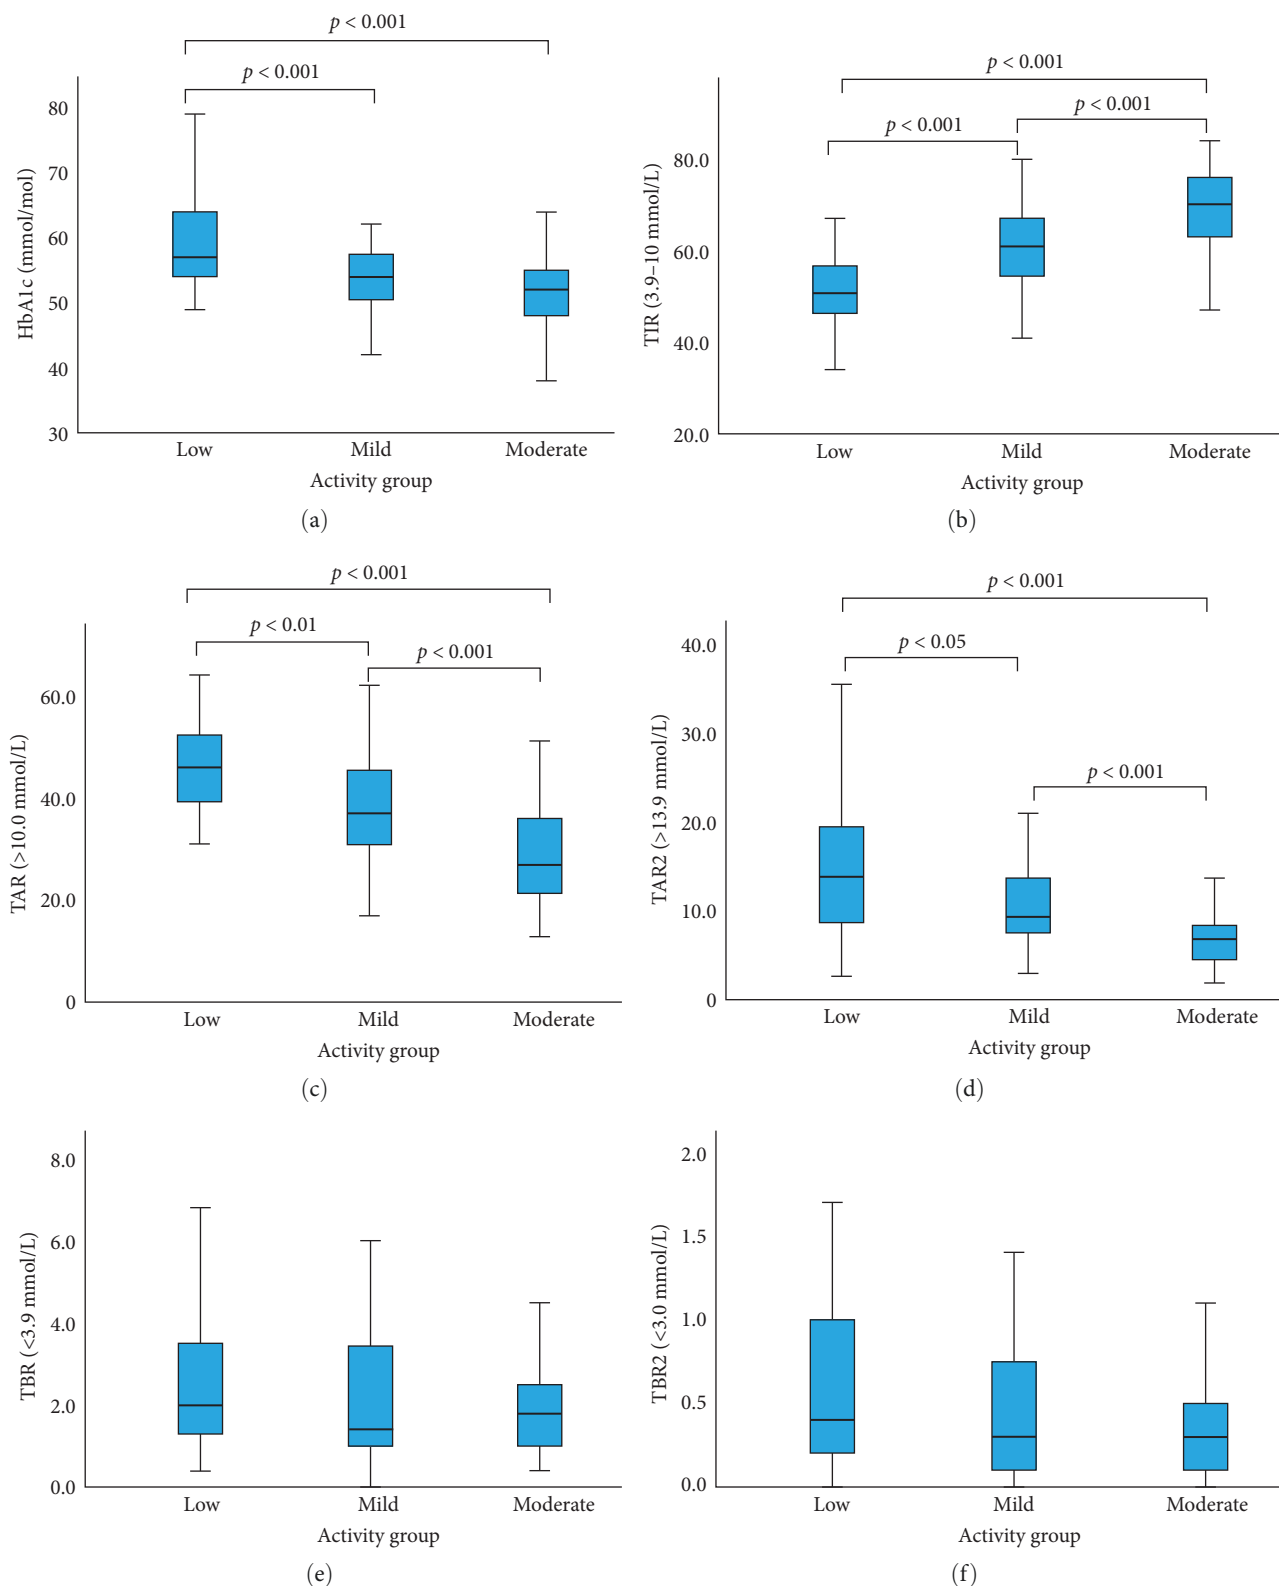 p < 0.001
p < 0.001
HbA1c (mmol/mol)
80
70
60
50
40
30
Low Mild Moderate
Activity group
(a)
p < 0.001
p < 0.001
p < 0.001
TIR (3.9–10 mmol/L)
80.0
60.0
40.0
20.0
Low Mild Moderate
Activity group
(b)
p < 0.001
p < 0.01
p < 0.001
TAR (>10.0 mmol/L)
60.0
40.0
20.0
0
Low Mild Moderate
Activity group
(c)
p < 0.001
p < 0.05
p < 0.001
TAR2 (>13.9 mmol/L)
40.0
30.0
20.0
10.0
0
Low Mild Moderate
Activity group
(d)
TBR (<3.9 mmol/L)
8.0
6.0
4.0
2.0
0.0
Low Mild Moderate
Activity group
(e)
TBR2 (<3.0 mmol/L)
2.0
1.5
1.0
0.5
0.0
Low Mild Moderate
Activity group
(f)